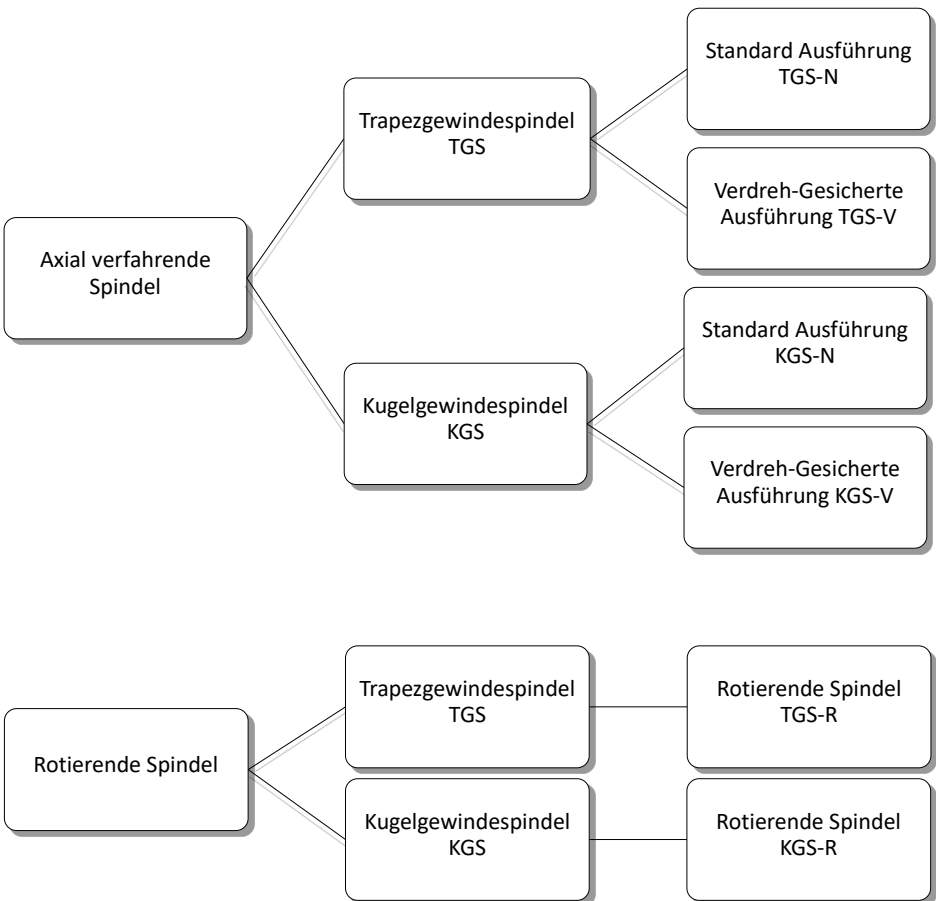 Standard Ausführung
TGS-N
Trapezgewindespindel
TGS
Verdreh-Gesicherte
Ausführung TGS-V
Axial verfahrende
Spindel
Standard Ausführung
KGS-N
Kugelgewindespindel
KGS
Verdreh-Gesicherte
Ausführung KGS-V
Trapezgewindespindel
TGS
Rotierende Spindel
TGS-R
Rotierende Spindel
Kugelgewindespindel
KGS
Rotierende Spindel
KGS-R